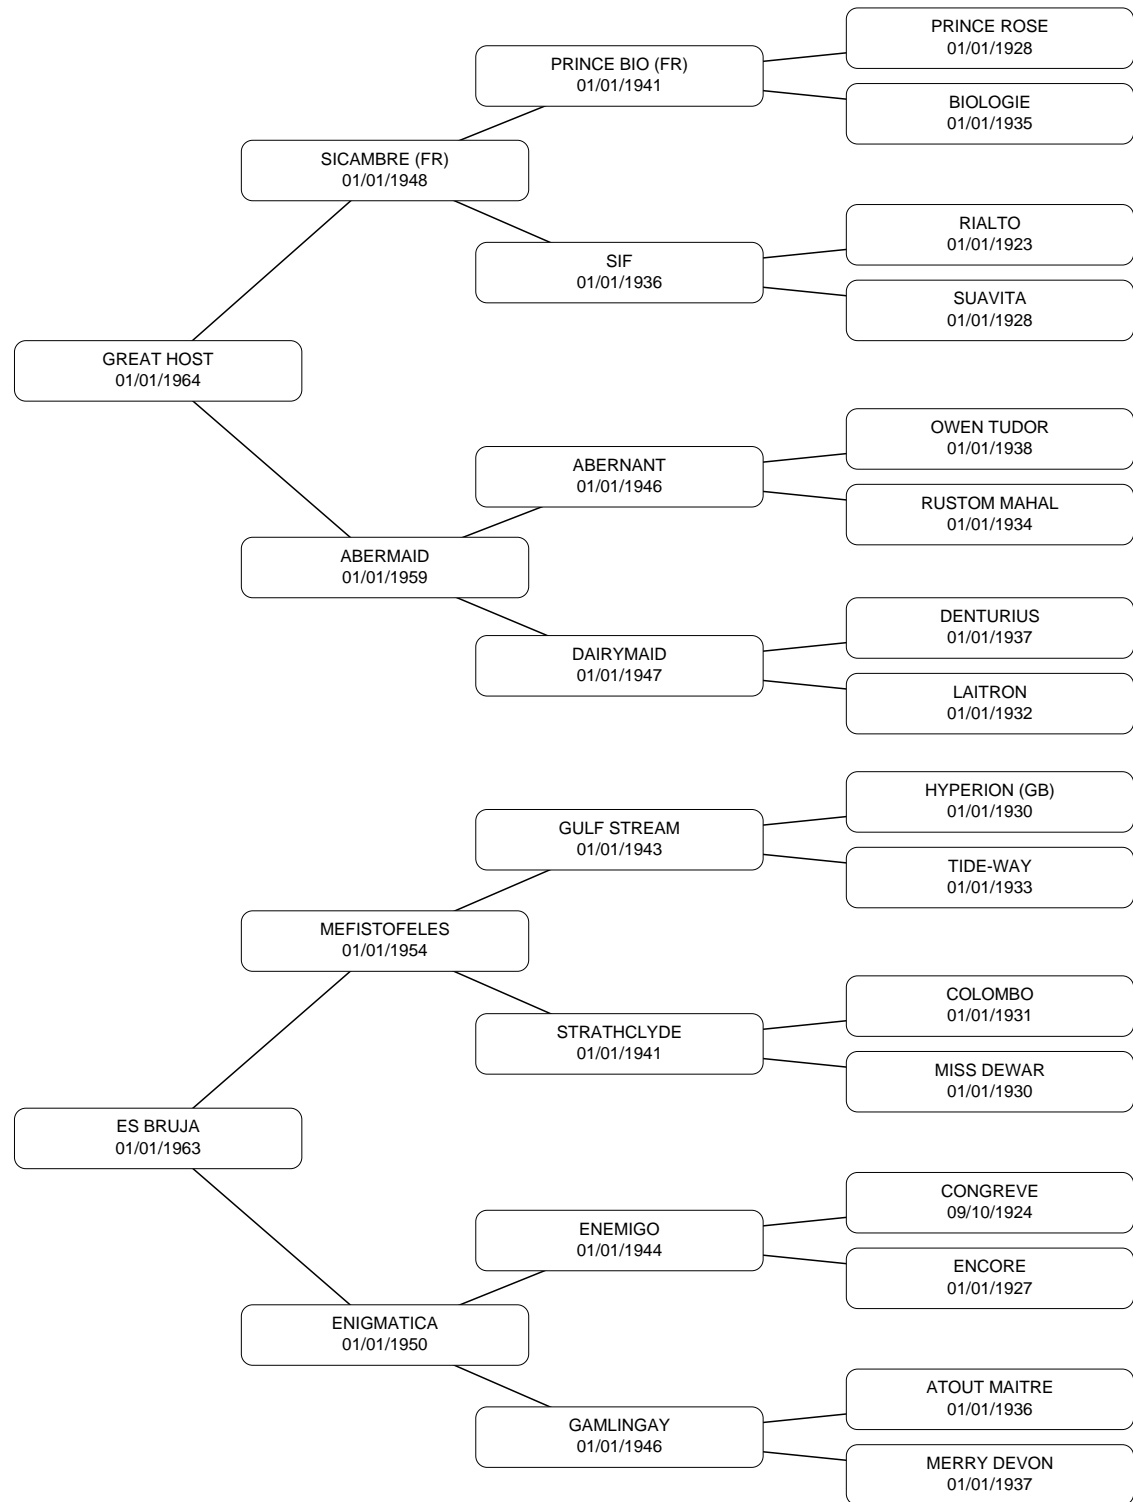 PRINCE ROSE
01/01/1928
PRINCE BIO (FR)
01/01/1941
BIOLOGIE
01/01/1935
SICAMBRE (FR)
01/01/1948
RIALTO
01/01/1923
SIF
01/01/1936
SUAVITA
01/01/1928
GREAT HOST
01/01/1964
OWEN TUDOR
01/01/1938
ABERNANT
01/01/1946
RUSTOM MAHAL
01/01/1934
ABERMAID
01/01/1959
DENTURIUS
01/01/1937
DAIRYMAID
01/01/1947
LAITRON
01/01/1932
HYPERION (GB)
01/01/1930
GULF STREAM
01/01/1943
TIDE-WAY
01/01/1933
MEFISTOFELES
01/01/1954
COLOMBO
01/01/1931
STRATHCLYDE
01/01/1941
MISS DEWAR
01/01/1930
ES BRUJA
01/01/1963
CONGREVE
09/10/1924
ENEMIGO
01/01/1944
ENCORE
01/01/1927
ENIGMATICA
01/01/1950
ATOUT MAITRE
01/01/1936
GAMLINGAY
01/01/1946
MERRY DEVON
01/01/1937